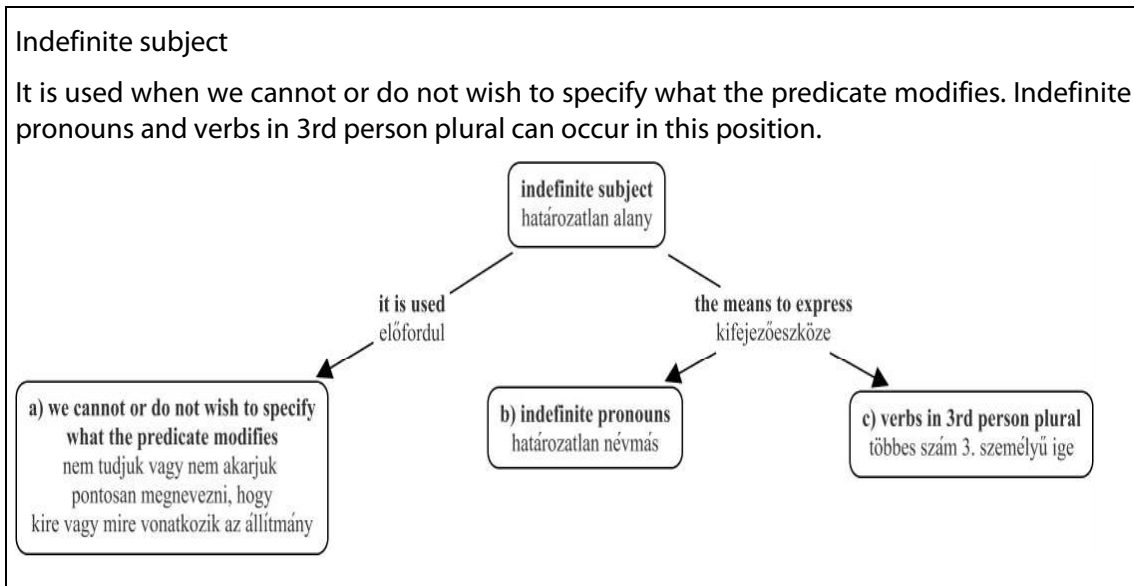 Indefinite subject
It is used when we cannot or do not wish to specify what the predicate modifies. Indefinite
pronouns and verbs in 3rd person plural can occur in this position.
indefinite subject
határozatlan alany
it is used
előfordul
the means to express
kifejezőeszköze
a) we cannot or do not wish to specify
what the predicate modifies
nem tudjuk vagy nem akarjuk
pontosan megnevezni, hogy
kire vagy mire vonatkozik az állítmány
b) indefinite pronouns
határozatlan névmás
c) verbs in 3rd person plural
többes szám 3. személyű ige